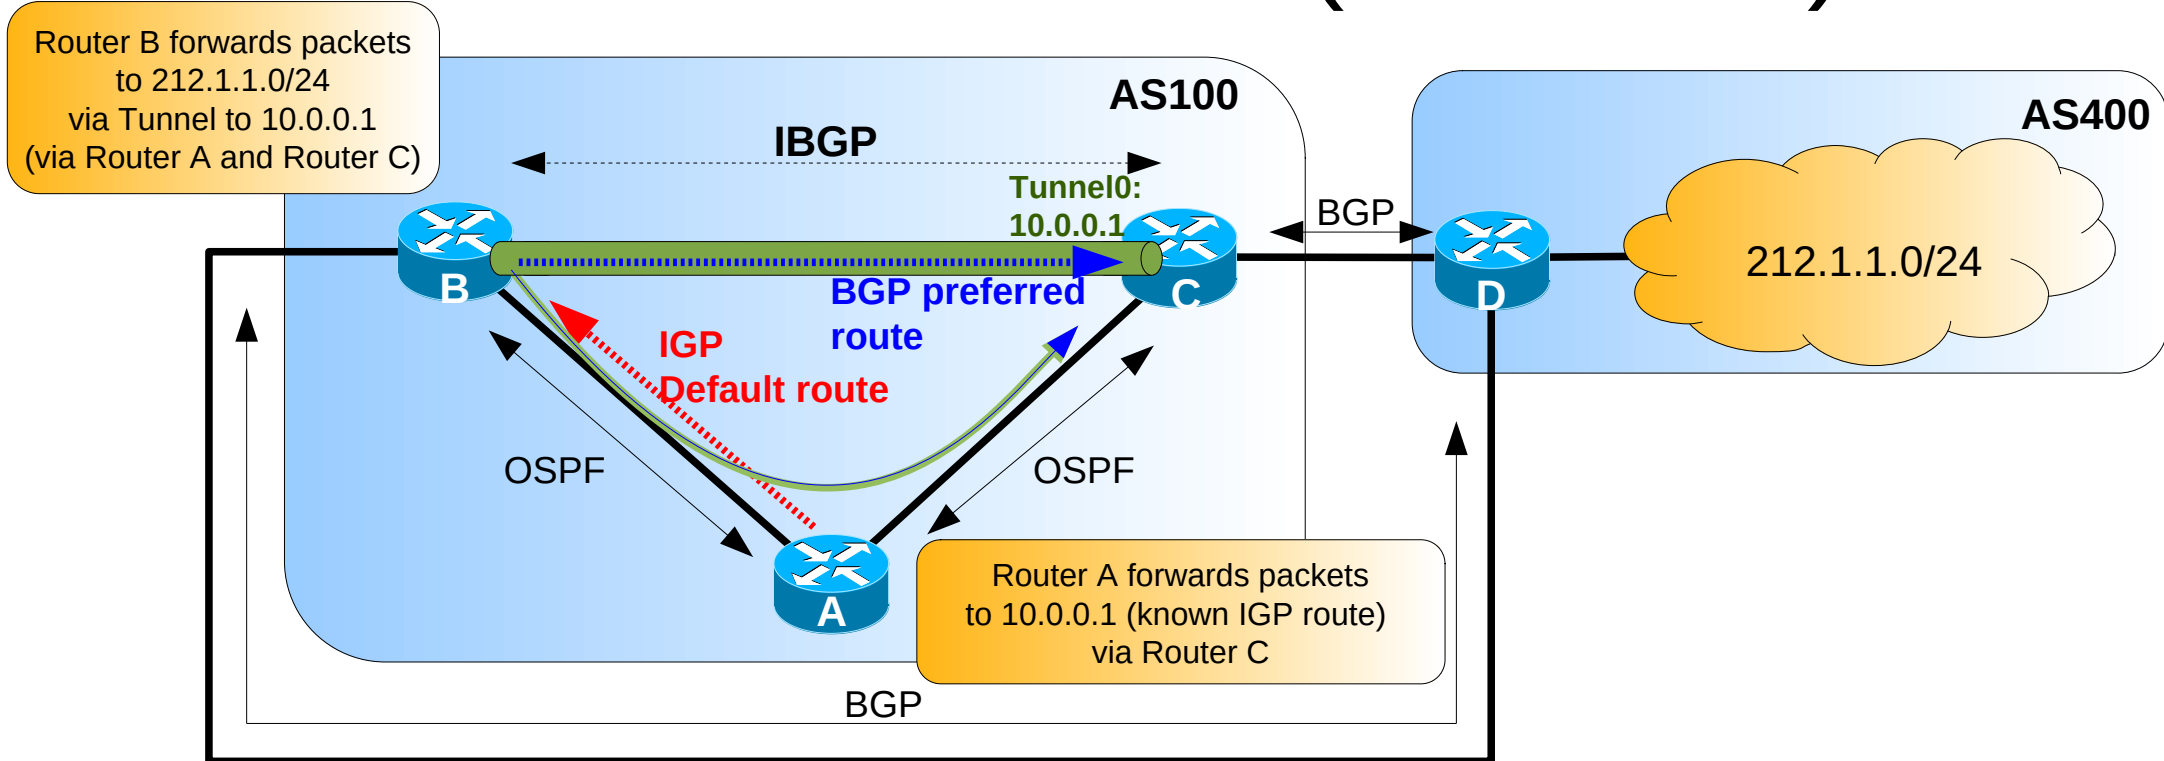 Router B forwards packets
to 212.1.1.0/24
via Tunnel to 10.0.0.1
(via Router A and Router C)
AS100
AS400
IBGP
Tunnel0:
10.0.0.1
BGP
212.1.1.0/24
B
C
D
BGP preferred
route
IGP
Default route
OSPF
OSPF
A
Router A forwards packets
to 10.0.0.1 (known IGP route)
via Router C
BGP